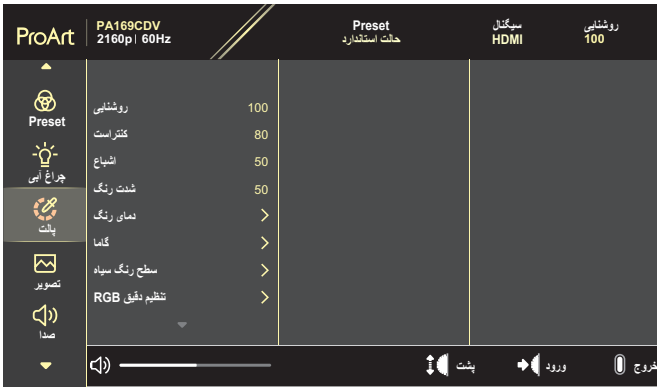 ProArt
PA169CDV
2160p | 60Hz
Preset
حالت استاندارد
سیگنال
HDMI
روشنایی
100
Preset
چراغ آبی
پالت
تصویر
صدا
روشنایی 100
کنتراست 80
اشباع 50
شدت رنگ 50
دمای رنگ
گاما
سطح رنگ سیاه
تنظیم دقیق RGB
پشت
ورود
خروج